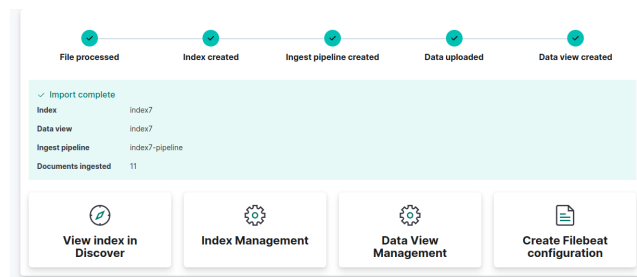 File processed
Index created
Ingest pipeline created
Data uploaded
Data view created
Import complete
Index index7
Data view index7
Ingest pipeline index7-pipeline
Documents ingested 11
View index in
Discover
Index Management
Data View
Management
Create Filebeat
configuration